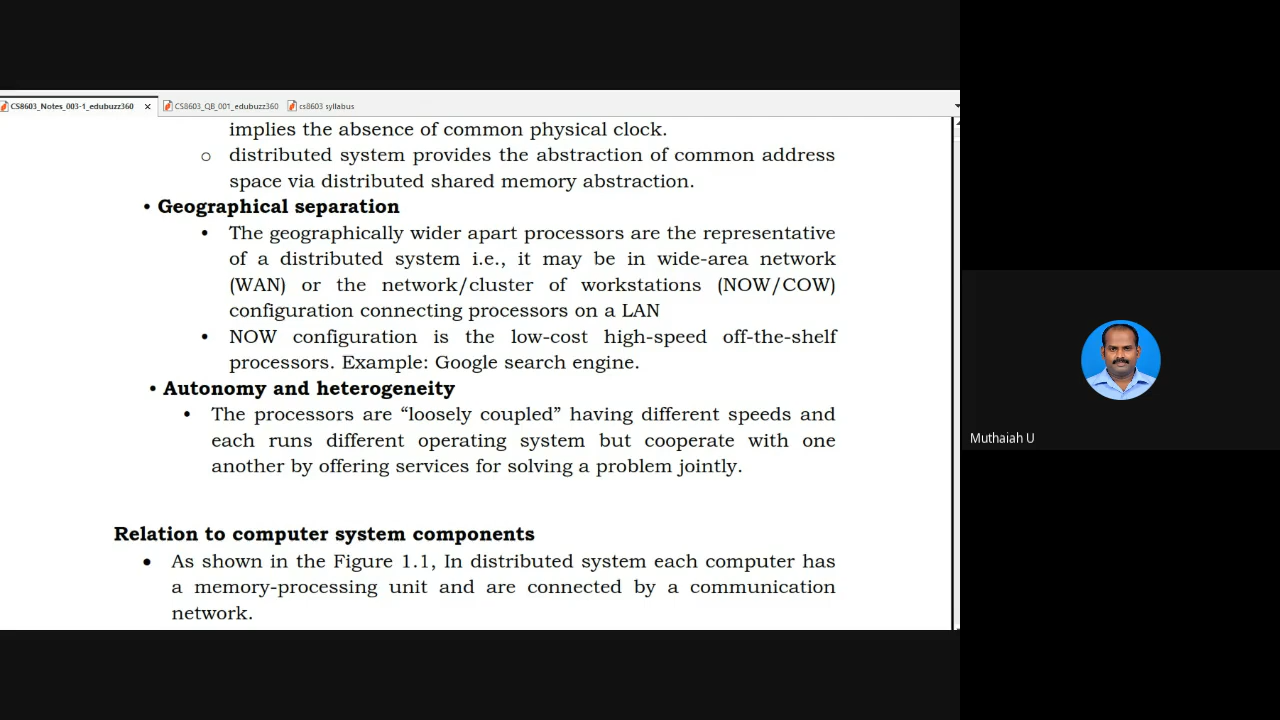 CS8603_Notes_003-1_edubuzz360 × CS8603_QB_001_edubuzz360 cs8603 syllabus
implies the absence of common physical clock.
o distributed system provides the abstraction of common address
space via distributed shared memory abstraction.
• Geographical separation
• The geographically wider apart processors are the representative
of a distributed system i.e., it may be in wide-area network
(WAN) or the network/cluster of workstations (NOW/COW)
configuration connecting processors on a LAN
• NOW configuration is the low-cost high-speed off-the-shelf
processors. Example: Google search engine.
• Autonomy and heterogeneity
• The processors are “loosely coupled” having different speeds and
each runs different operating system but cooperate with one
another by offering services for solving a problem jointly.
Relation to computer system components
• As shown in the Figure 1.1, In distributed system each computer has
a memory-processing unit and are connected by a communication
network.
Muthaiah U